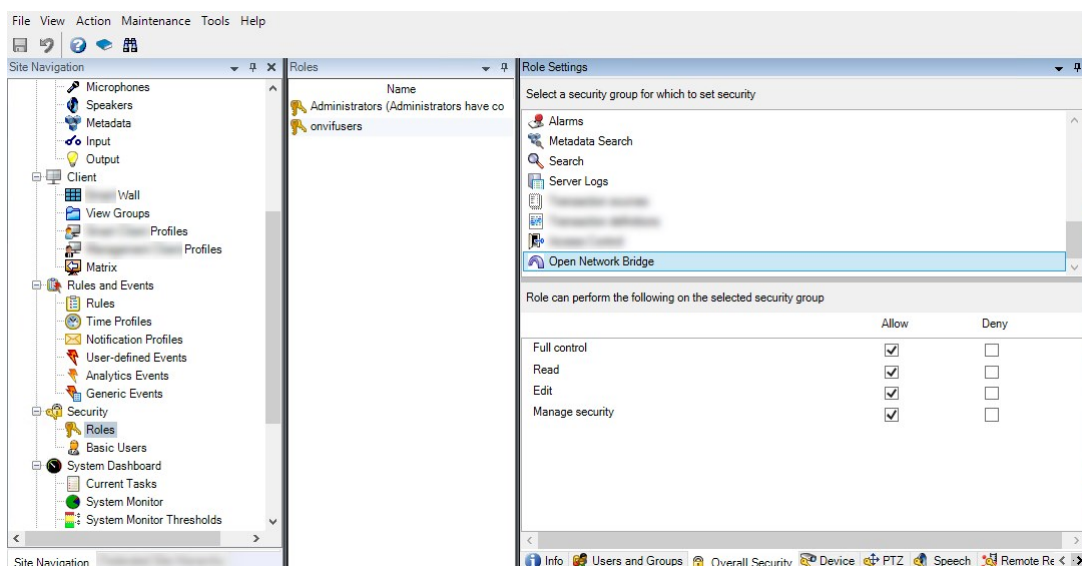 File View Action Maintenance Tools Help
Site Navigation
Microphones
Speakers
Metadata
Input
Output
Client
Wall
View Groups
Profiles
Profiles
Matrix
Rules and Events
Rules
Time Profiles
Notification Profiles
User-defined Events
Analytics Events
Generic Events
Security
Roles
Basic Users
System Dashboard
Current Tasks
System Monitor
System Monitor Thresholds
Site Navigation
Roles
Name
Administrators (Administrators have co
onvifusers
Role Settings
Select a security group for which to set security
Alarms
Metadata Search
Search
Server Logs
Open Network Bridge
Role can perform the following on the selected security group
Allow Deny
Full control
Read
Edit
Manage security
Info Users and Groups Overall Security Device PTZ Speech Remote Re